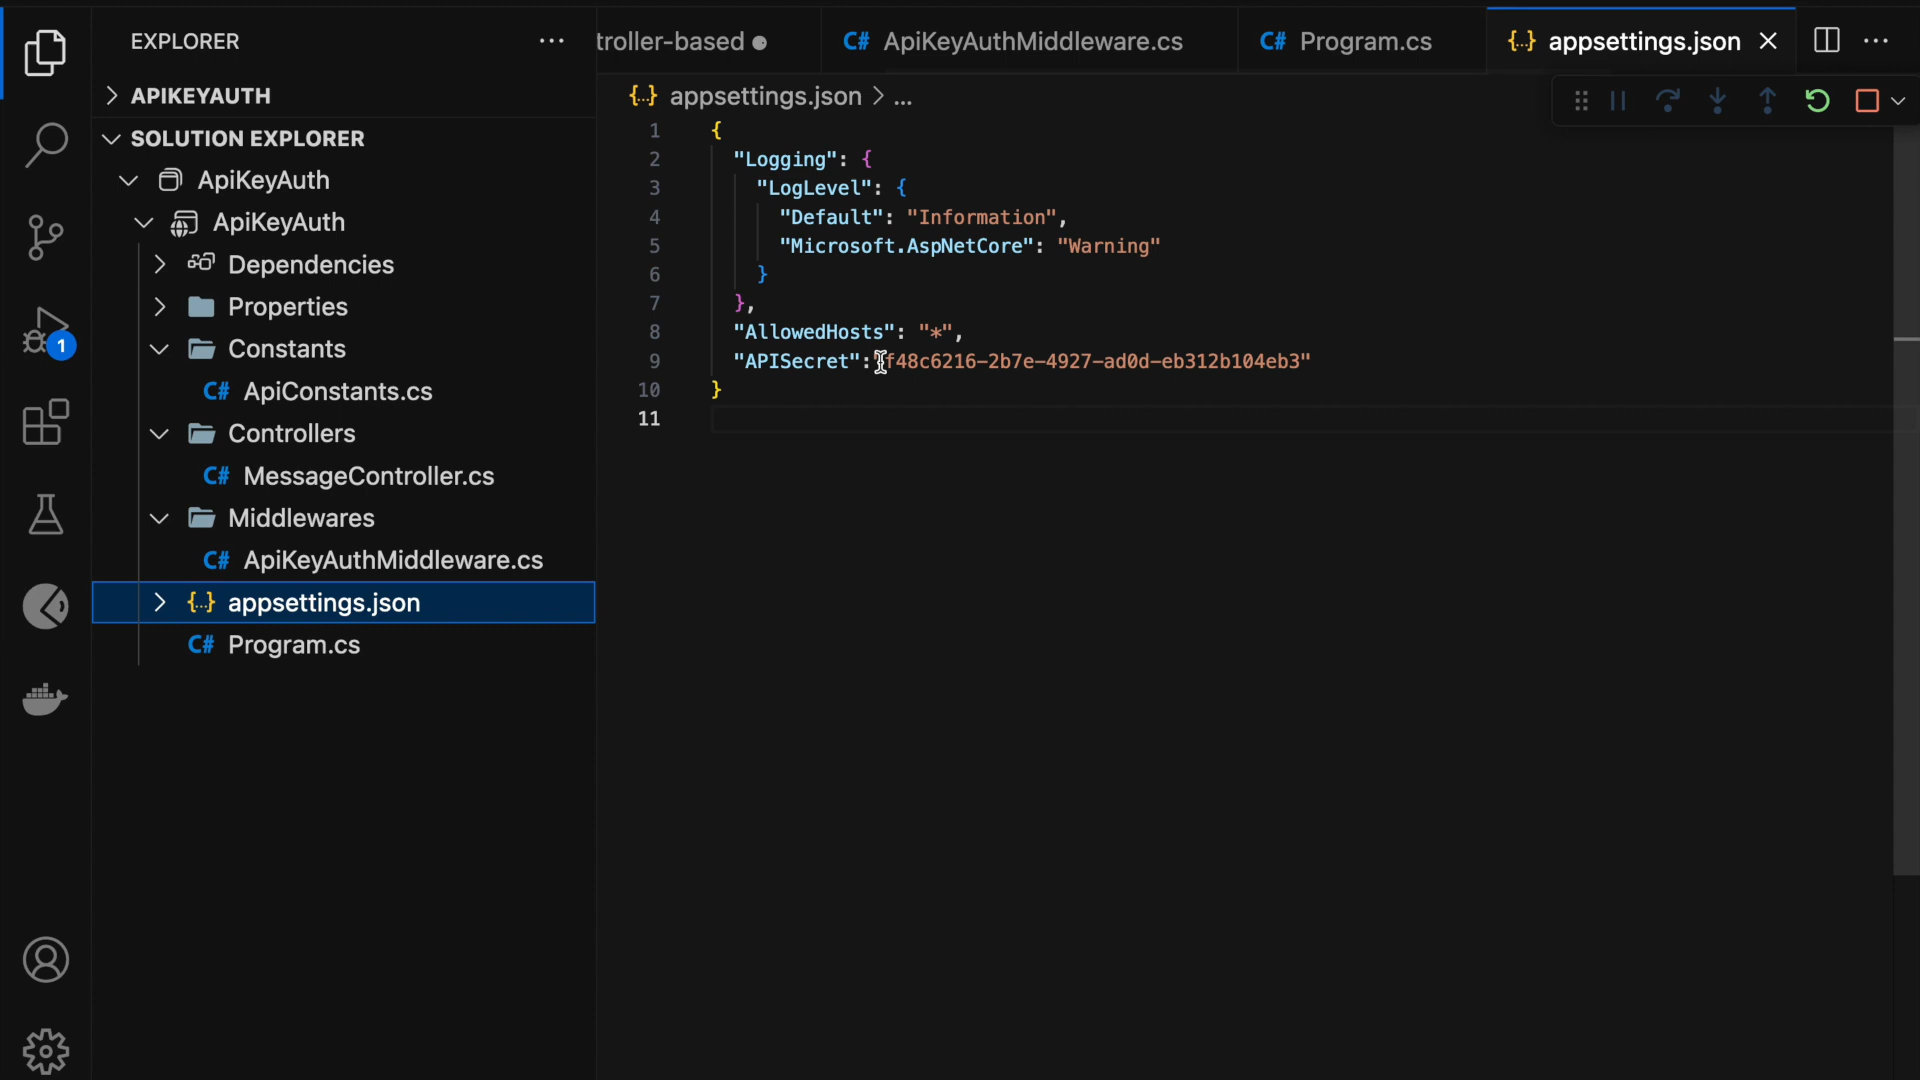 EXPLORER
APIKEYAUTH
SOLUTION EXPLORER
ApiKeyAuth
ApiKeyAuth
Dependencies
Properties
Constants
C# ApiConstants.cs
Controllers
C# MessageController.cs
Middlewares
C# ApiKeyAuthMiddleware.cs
{..} appsettings.json
C# Program.cs
1
troller-based
C# ApiKeyAuthMiddleware.cs
C# Program.cs
{..} appsettings.json
{..} appsettings.json > ...
1 {
2 "Logging": {
3 "LogLevel": {
4 "Default": "Information",
5 "Microsoft.AspNetCore": "Warning"
6 }
7 },
8 "AllowedHosts": "*",
9 "APISecret":"f48c6216-2b7e-4927-ad0d-eb312b104eb3"
10 }
11